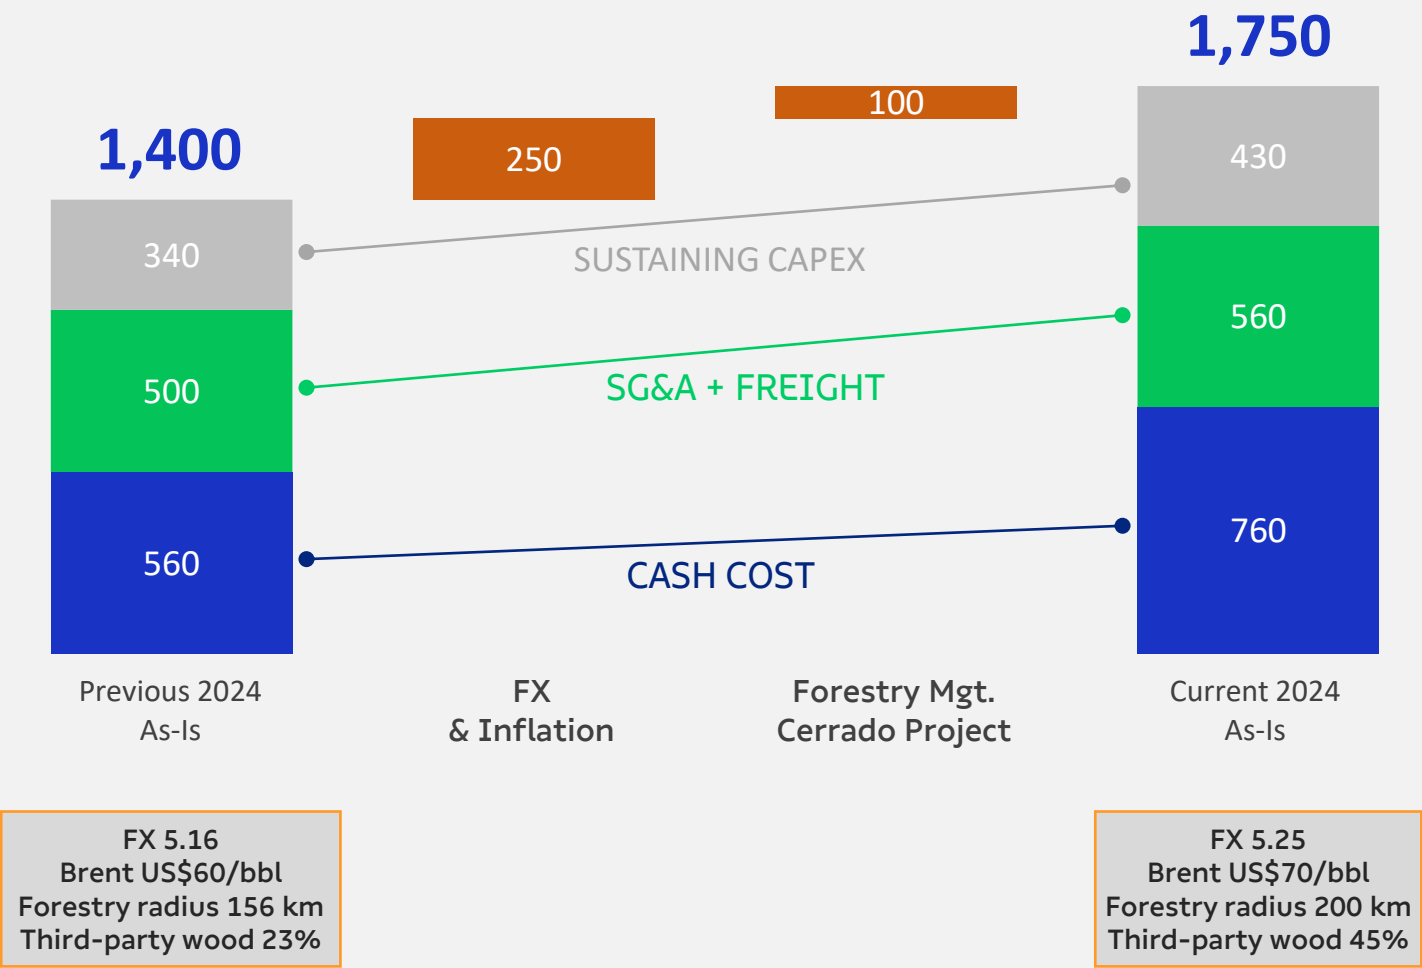 1,750
1,400
100
250
430
340
SUSTAINING CAPEX
560
500
SG&A + FREIGHT
760
560
CASH COST
Previous 2024
As-Is
FX
& Inflation
Forestry Mgt.
Cerrado Project
Current 2024
As-Is
FX 5.16
Brent US$60/bbl
Forestry radius 156 km
Third-party wood 23%
FX 5.25
Brent US$70/bbl
Forestry radius 200 km
Third-party wood 45%